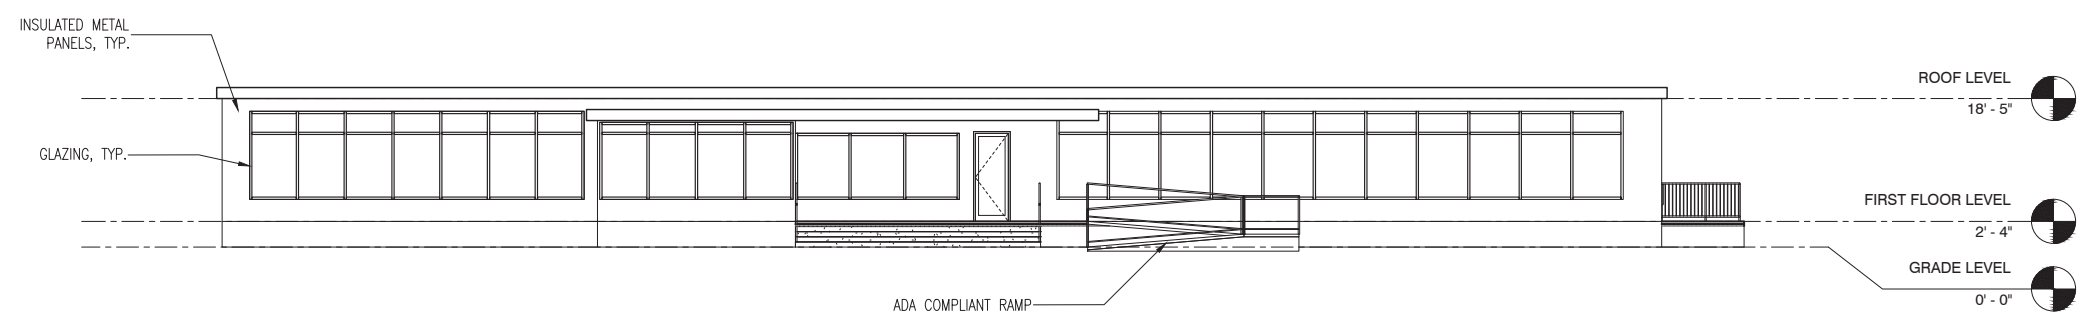 INSULATED METAL
PANELS, TYP.
GLAZING, TYP.
ADA COMPLIANT RAMP
ROOF LEVEL
18' - 5"
FIRST FLOOR LEVEL
2' - 4"
GRADE LEVEL
0' - 0"